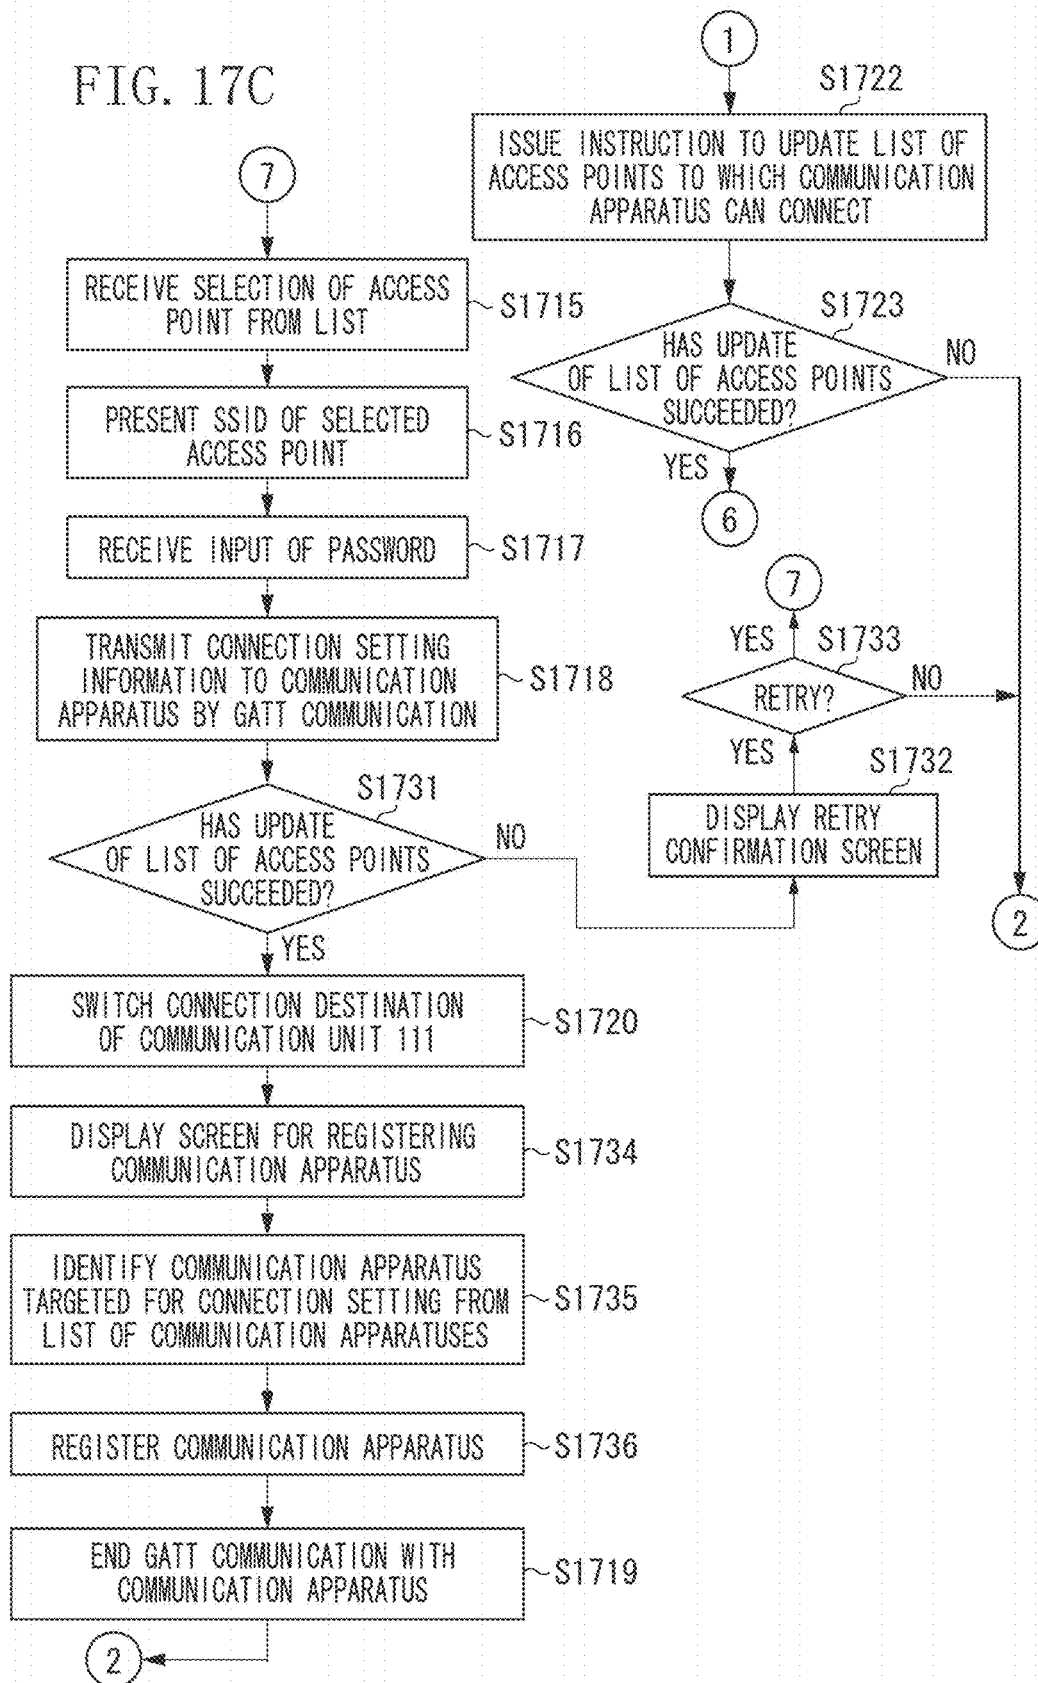 FIG. 17C
7
RECEIVE SELECTION OF ACCESS
POINT FROM LIST
S1715
PRESENT SSID OF SELECTED
ACCESS POINT
S1716
RECEIVE INPUT OF PASSWORD
S1717
TRANSMIT CONNECTION SETTING
INFORMATION TO COMMUNICATION
APPARATUS BY GATT COMMUNICATION
S1718
S1731
HAS UPDATE
OF LIST OF ACCESS POINTS
SUCCEEDED?
NO
YES
SWITCH CONNECTION DESTINATION
OF COMMUNICATION UNIT 111
S1720
DISPLAY SCREEN FOR REGISTERING
COMMUNICATION APPARATUS
S1734
IDENTIFY COMMUNICATION APPARATUS
TARGETED FOR CONNECTION SETTING FROM
LIST OF COMMUNICATION APPARATUSES
S1735
REGISTER COMMUNICATION APPARATUS
S1736
END GATT COMMUNICATION WITH
COMMUNICATION APPARATUS
S1719
2
1
S1722
ISSUE INSTRUCTION TO UPDATE LIST OF
ACCESS POINTS TO WHICH COMMUNICATION
APPARATUS CAN CONNECT
S1723
HAS UPDATE
OF LIST OF ACCESS POINTS
SUCCEEDED?
NO
YES
6
7
YES
S1733
RETRY?
NO
YES
S1732
DISPLAY RETRY
CONFIRMATION SCREEN
2